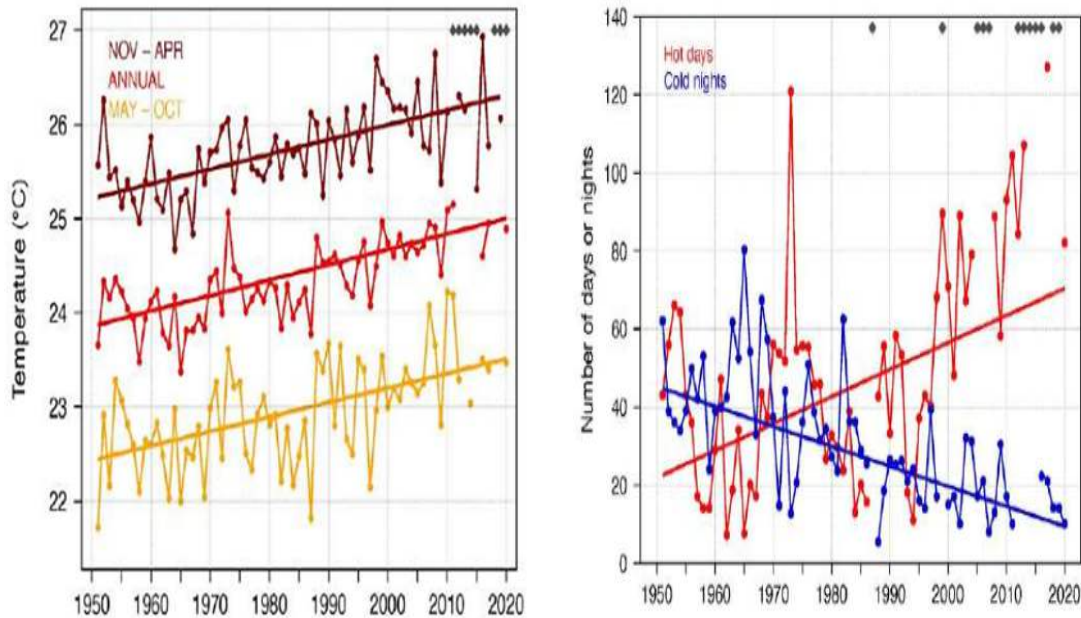 27
26
25
24
23
22
Temperature (°C)
NOV – APR
ANNUAL
MAY – OCT
1950 1960 1970 1980 1990 2000 2010 2020
140
120
100
80
60
40
20
0
Number of days or nights
Hot days
Cold nights
1950 1960 1970 1980 1990 2000 2010 2020